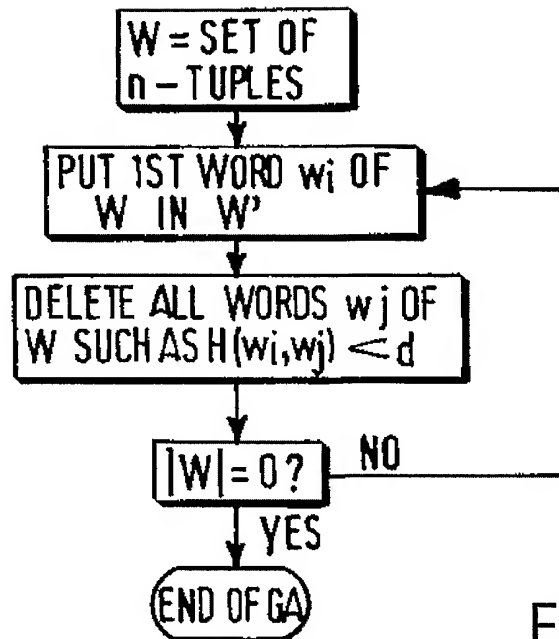 W = SET OF
n - TUPLES
PUT 1ST WORD wi OF
W IN W'
DELETE ALL WORDS wj OF
W SUCH AS H(wi,wj) < d
|W| = 0?
NO
YES
END OF GA
F